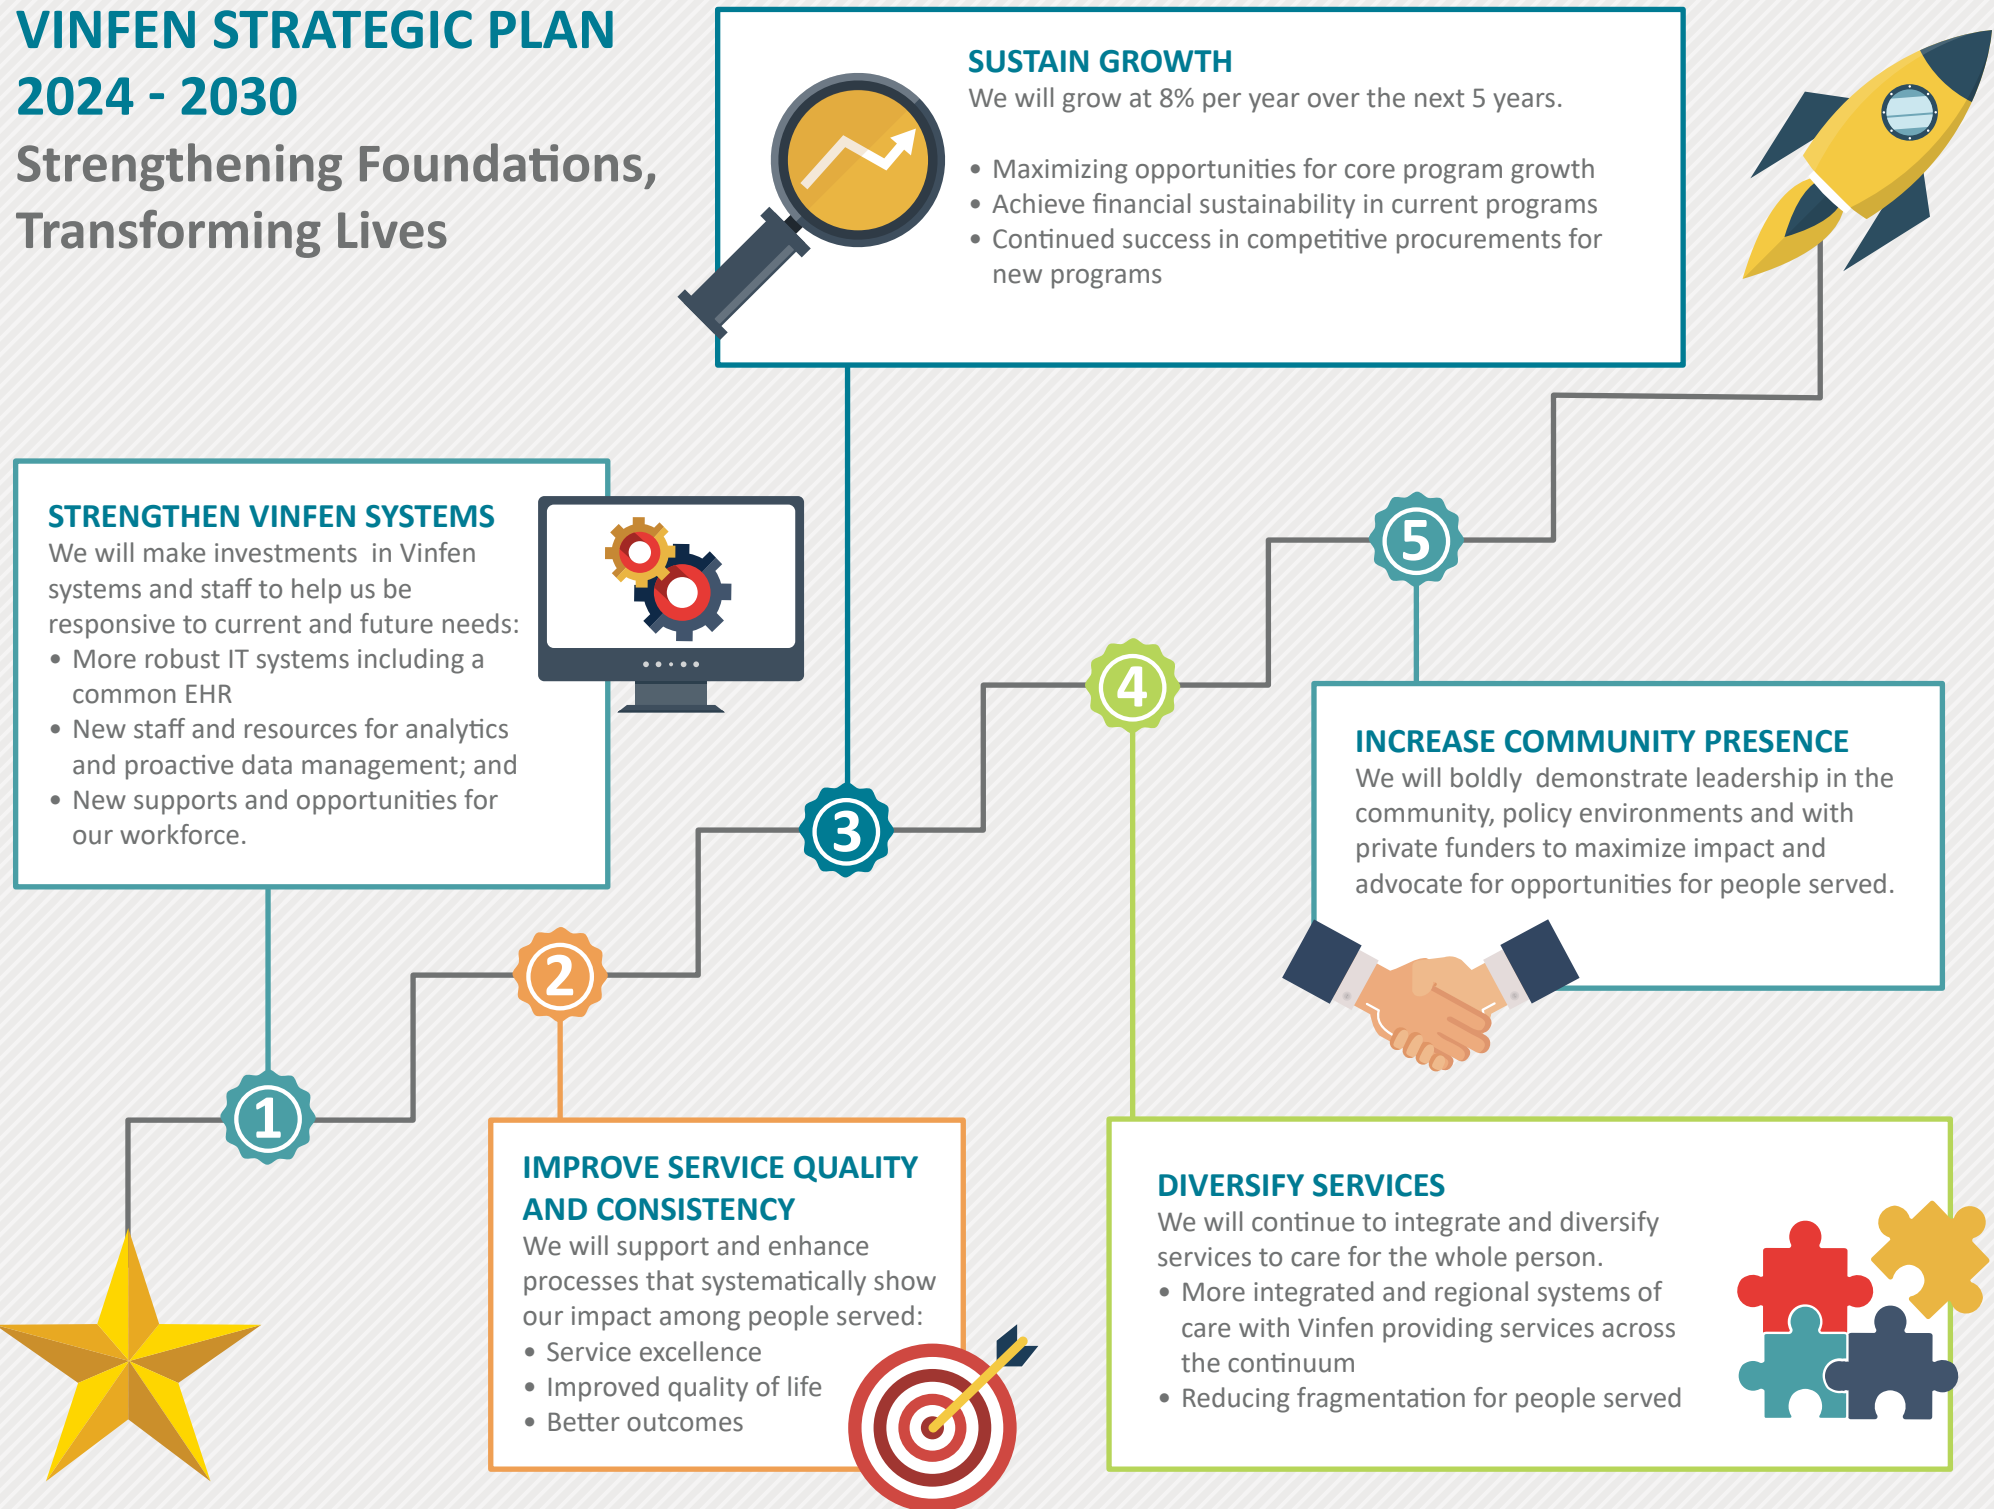 VINFEN STRATEGIC PLAN
2024 - 2030
Strengthening Foundations,
Transforming Lives
SUSTAIN GROWTH
We will grow at 8% per year over the next 5 years.
• Maximizing opportunities for core program growth
• Achieve financial sustainability in current programs
• Continued success in competitive procurements for
new programs
STRENGTHEN VINFEN SYSTEMS
We will make investments  in Vinfen
systems and staff to help us be
responsive to current and future needs:
• More robust IT systems including a
common EHR
• New staff and resources for analytics
and proactive data management; and
• New supports and opportunities for
our workforce.
5
4
INCREASE COMMUNITY PRESENCE
We will boldly  demonstrate leadership in the
community, policy environments and with
private funders to maximize impact and
advocate for opportunities for people served.
3
2
1
IMPROVE SERVICE QUALITY
AND CONSISTENCY
We will support and enhance
processes that systematically show
our impact among people served:
• Service excellence
• Improved quality of life
• Better outcomes
DIVERSIFY SERVICES
We will continue to integrate and diversify
services to care for the whole person.
• More integrated and regional systems of
care with Vinfen providing services across
the continuum
• Reducing fragmentation for people served